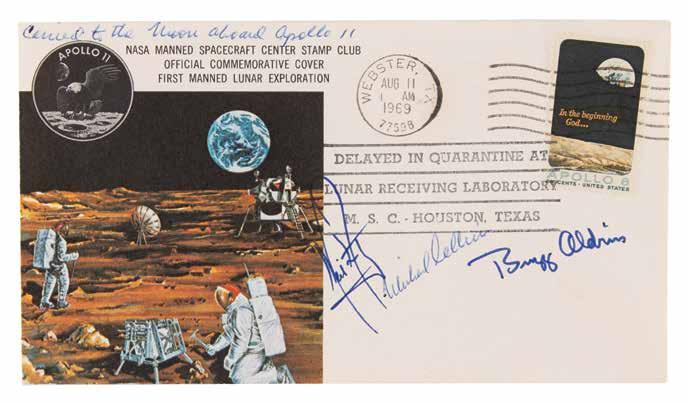 Carried to the Moon aboard Apollo 11
APOLLO 11
NASA MANNED SPACECRAFT CENTER STAMP CLUB
OFFICIAL COMMEMORATIVE COVER
FIRST MANNED LUNAR EXPLORATION
WEBSTER, TX
AUG 11
AM
1969
77598
In the beginning
God...
APOLLO 8
CENTS · UNITED STATES
DELAYED IN QUARANTINE AT
LUNAR RECEIVING LABORATORY
M. S. C. - HOUSTON, TEXAS
Neil
Michael Collins
Buzz Aldrin